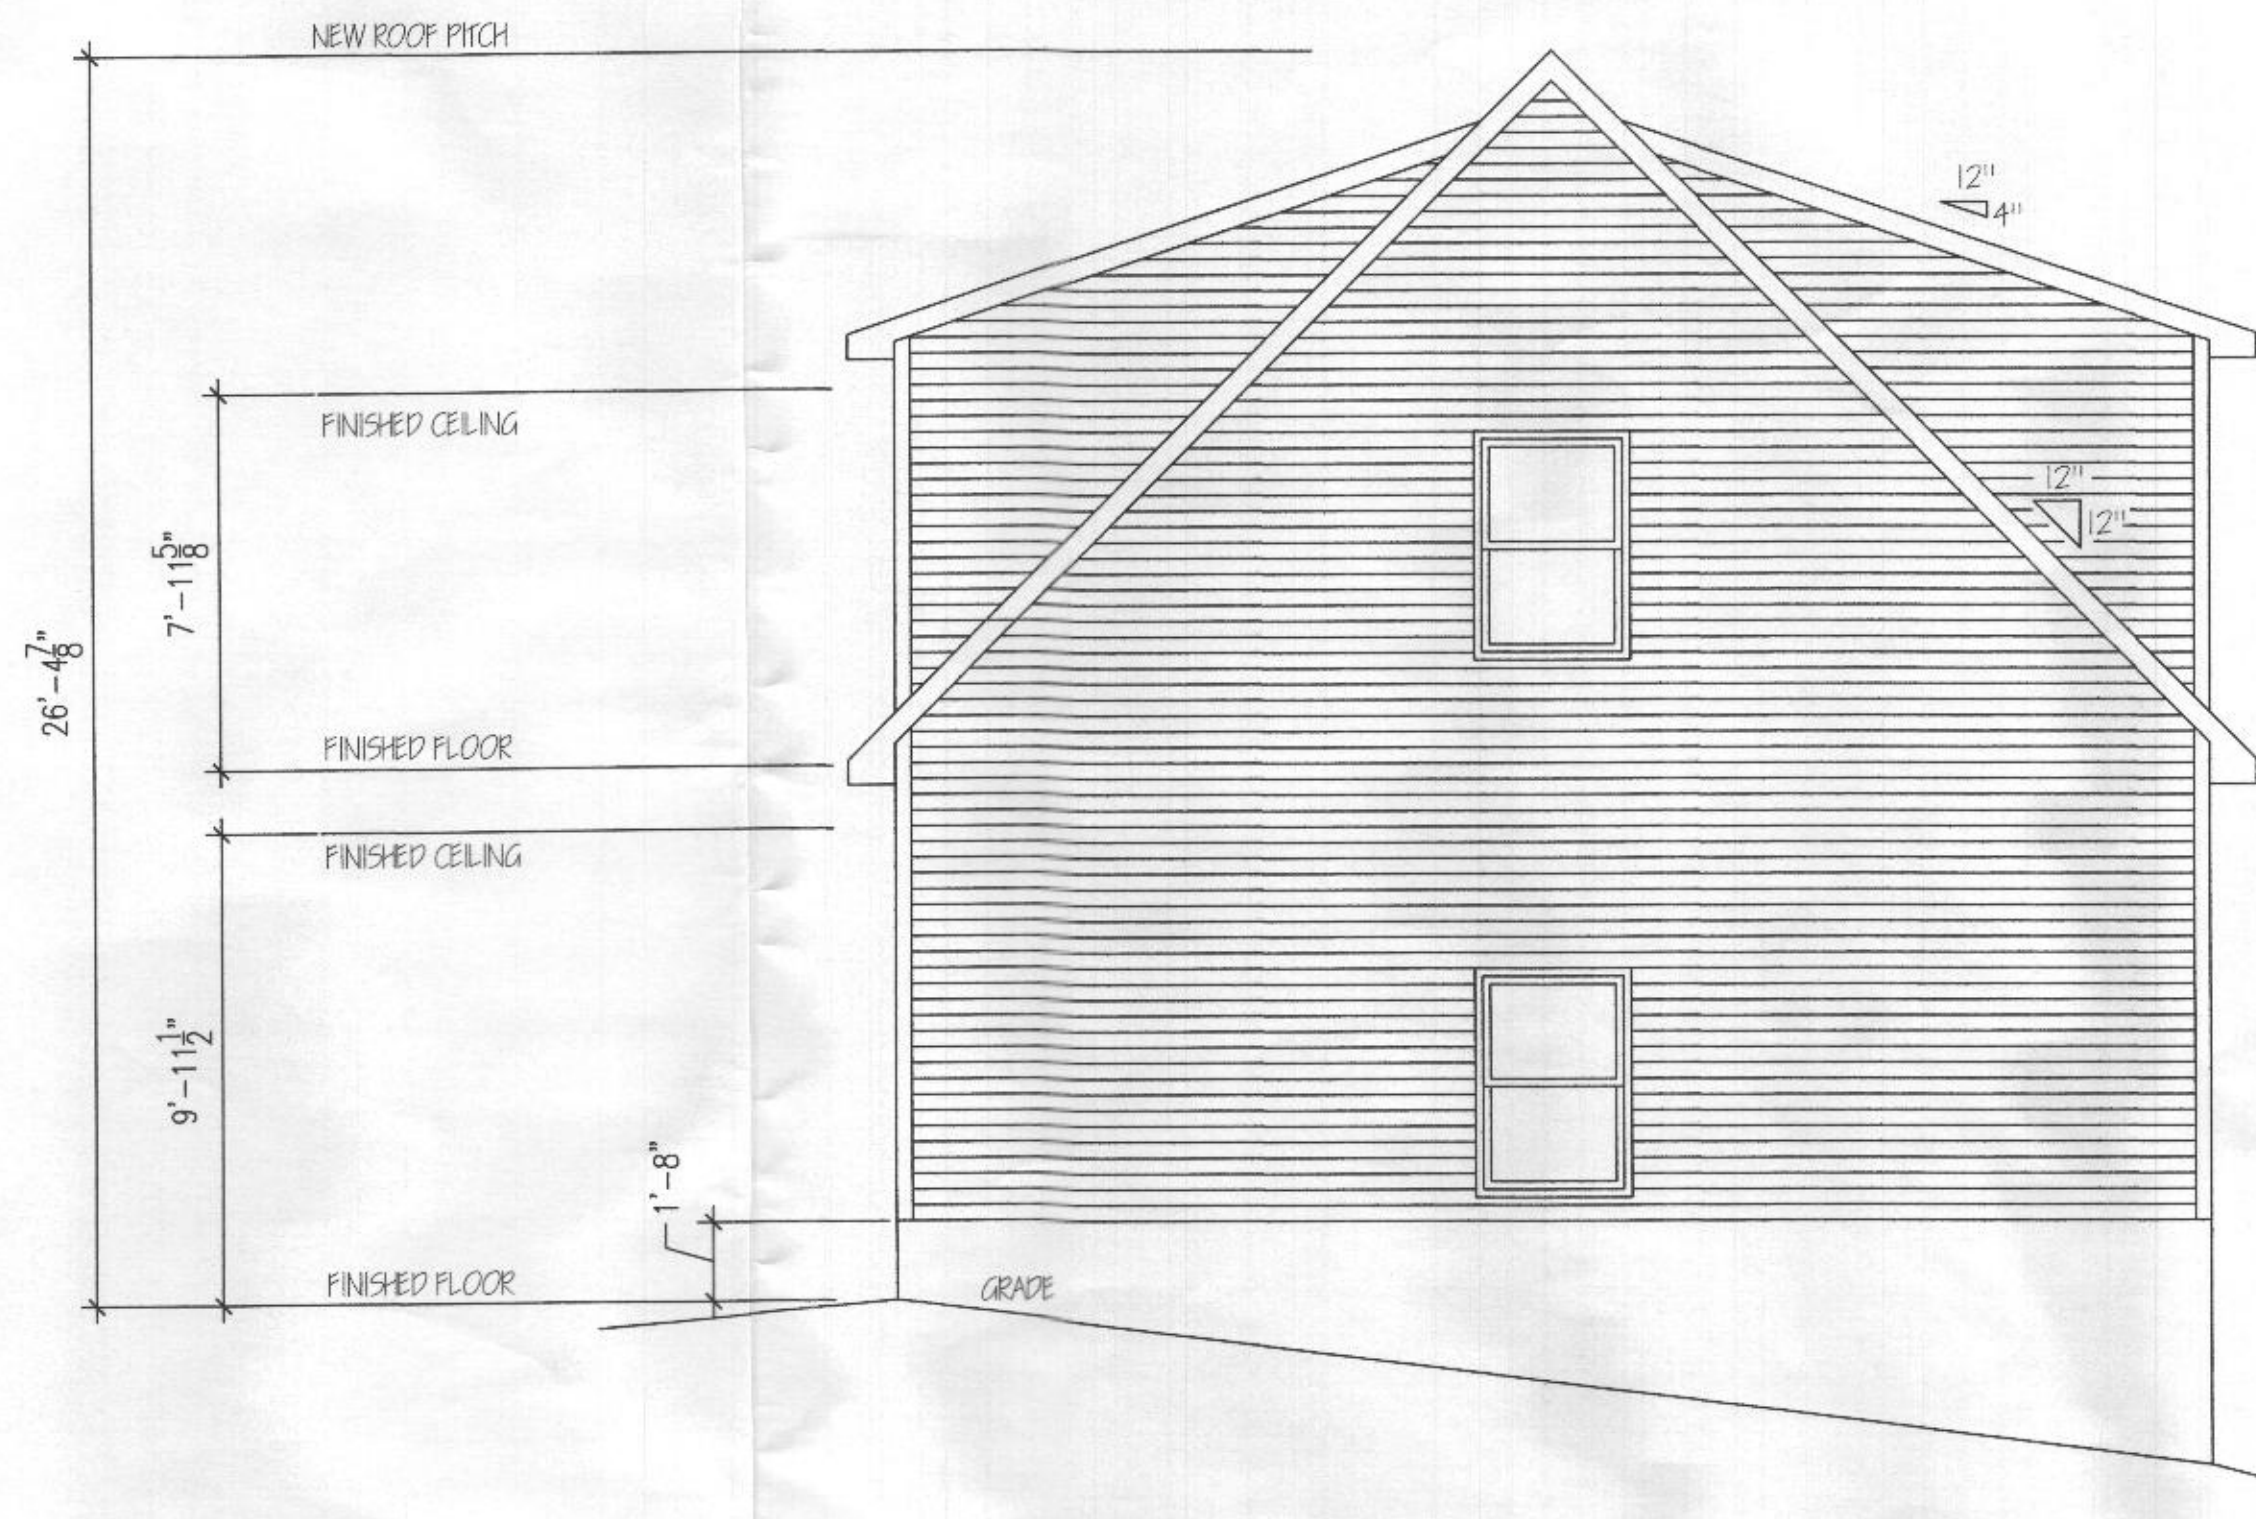 NEW ROOF PITCH
12"
4"
FINISHED CEILING
12"
12"
7'-11 5/8"
26'-4 7/8"
FINISHED FLOOR
FINISHED CEILING
9'-11 1/2"
1'-8"
FINISHED FLOOR
GRADE